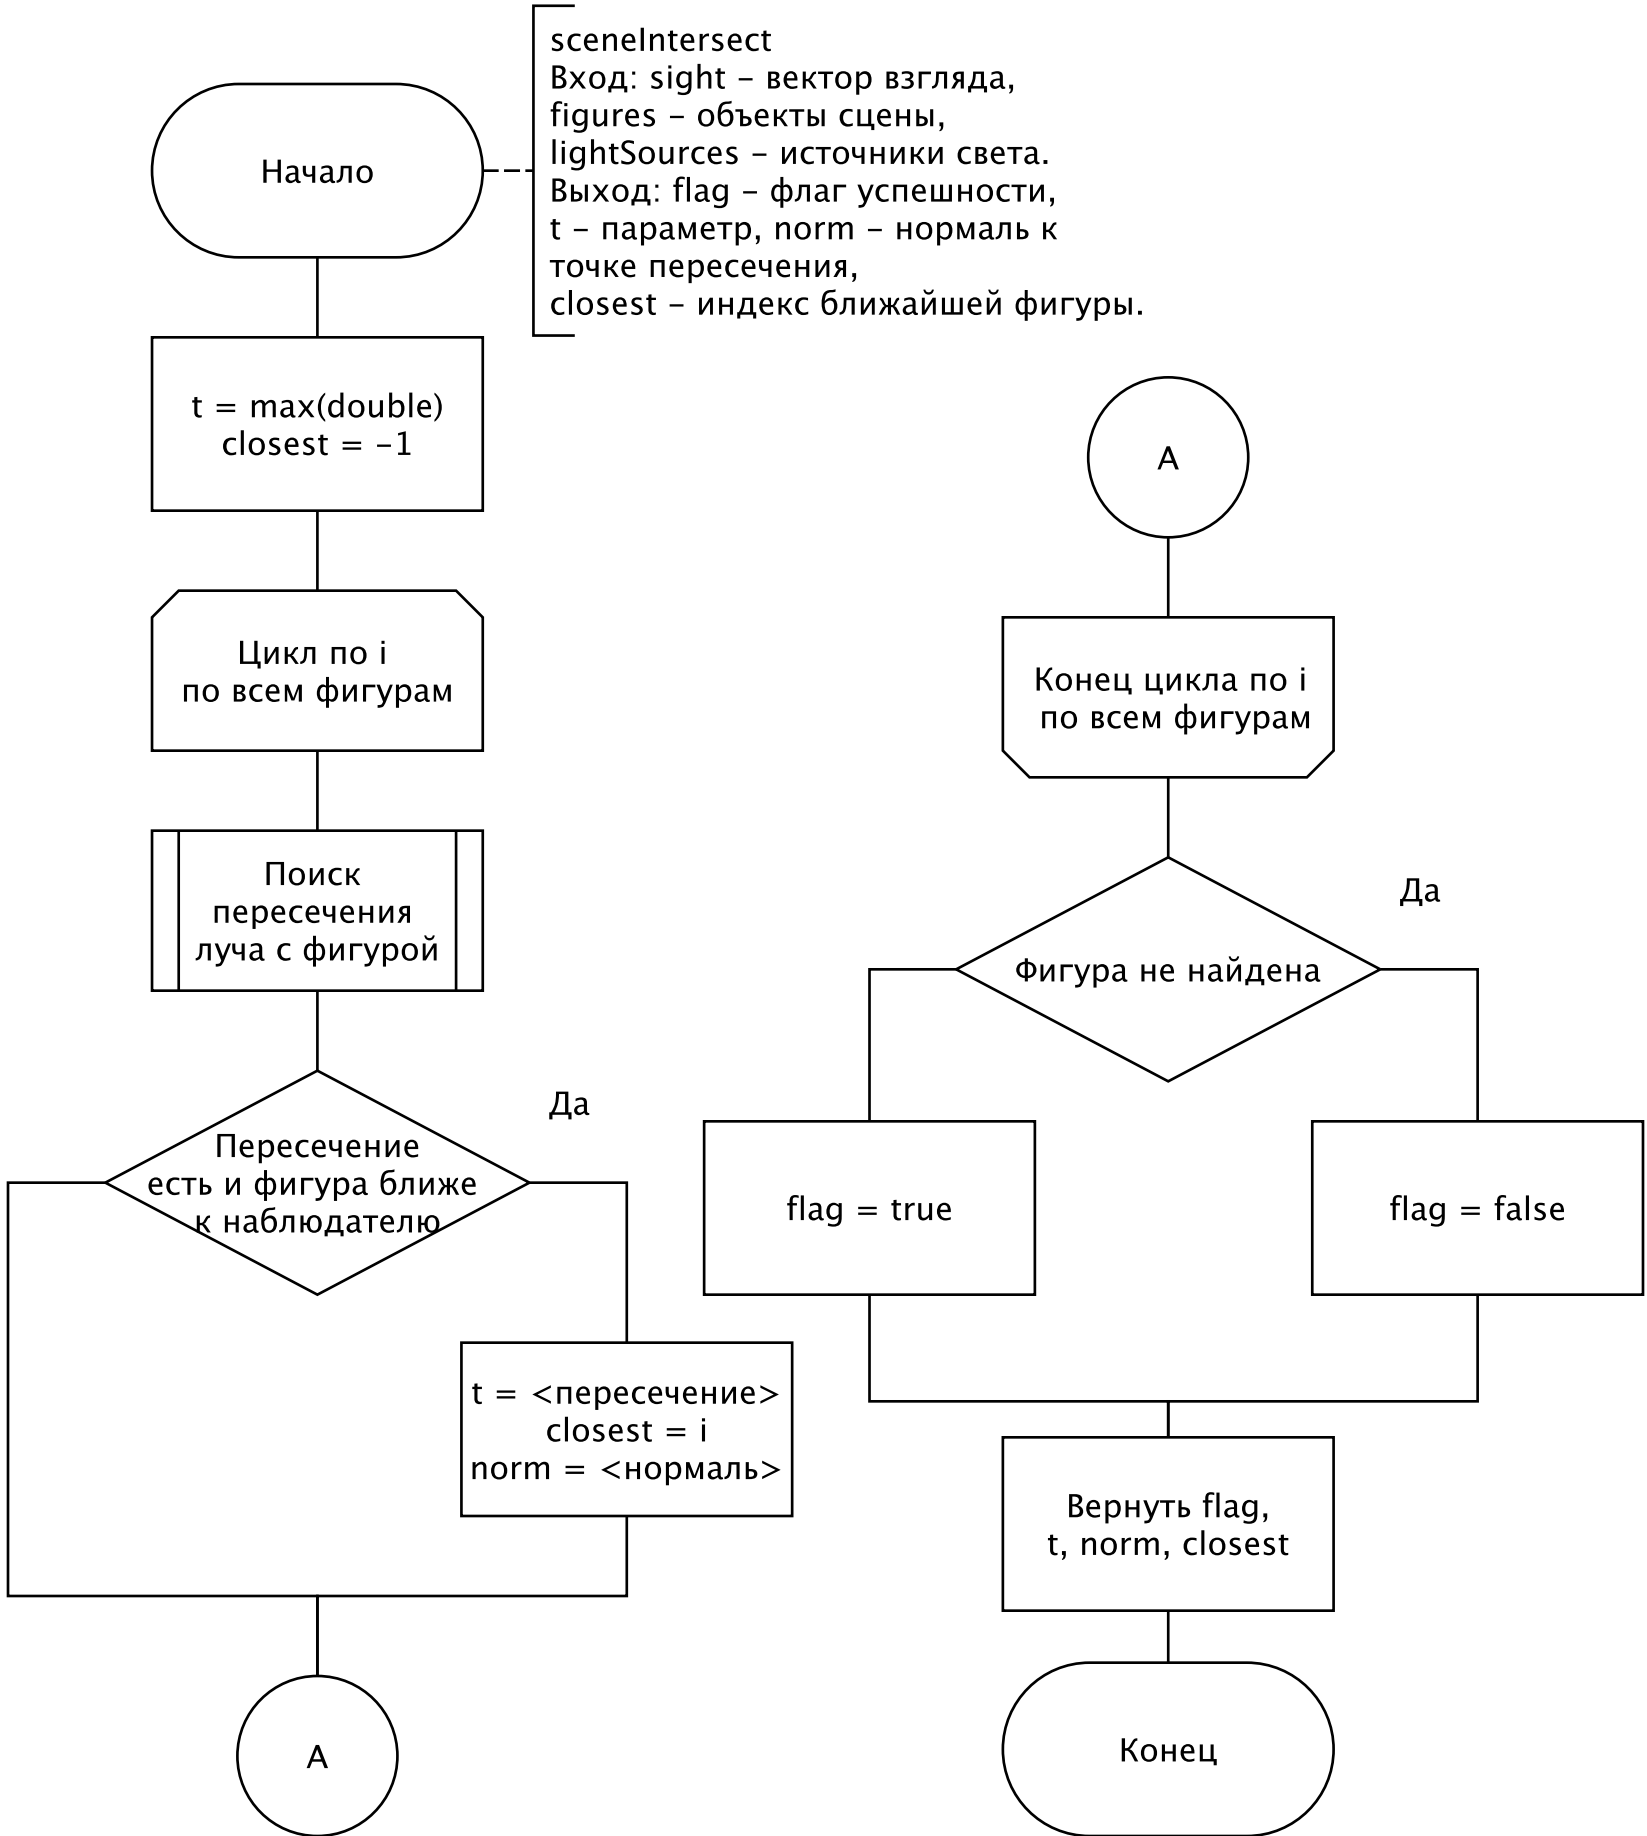 sceneIntersect
Вход: sight – вектор взгляда,
figures – объекты сцены,
lightSources – источники света.
Выход: flag – флаг успешности,
t – параметр, norm – нормаль к
точке пересечения,
closest – индекс ближайшей фигуры.
Начало
t = max(double)
closest = –1
Цикл по i
по всем фигурам
Поиск
пересечения
луча с фигурой
Да
Пересечение
есть и фигура ближе
к наблюдателю
t = <пересечение>
closest = i
norm = <нормаль>
A
A
Конец цикла по i
по всем фигурам
Да
Фигура не найдена
flag = true
flag = false
Вернуть flag,
t, norm, closest
Конец